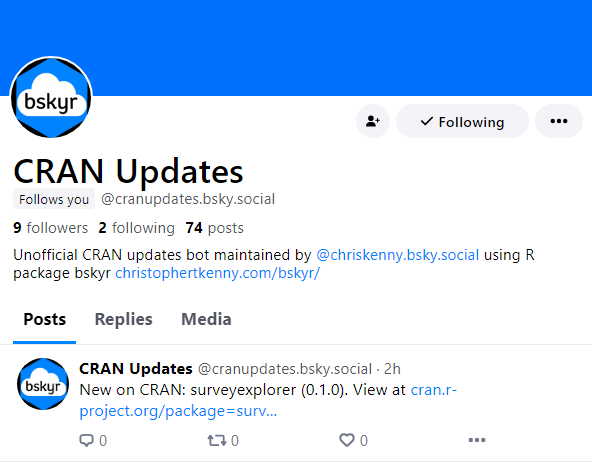 bskyr
Following
CRAN Updates
Follows you @cranupdates.bsky.social
9 followers 2 following 74 posts
Unofficial CRAN updates bot maintained by @chriskenny.bsky.social using R
package bskyr christophertkenny.com/bskyr/
Posts Replies Media
bskyr
CRAN Updates @cranupdates.bsky.social · 2h
New on CRAN: surveyexplorer (0.1.0). View at cran.r-
project.org/package=surv...
0 0 0